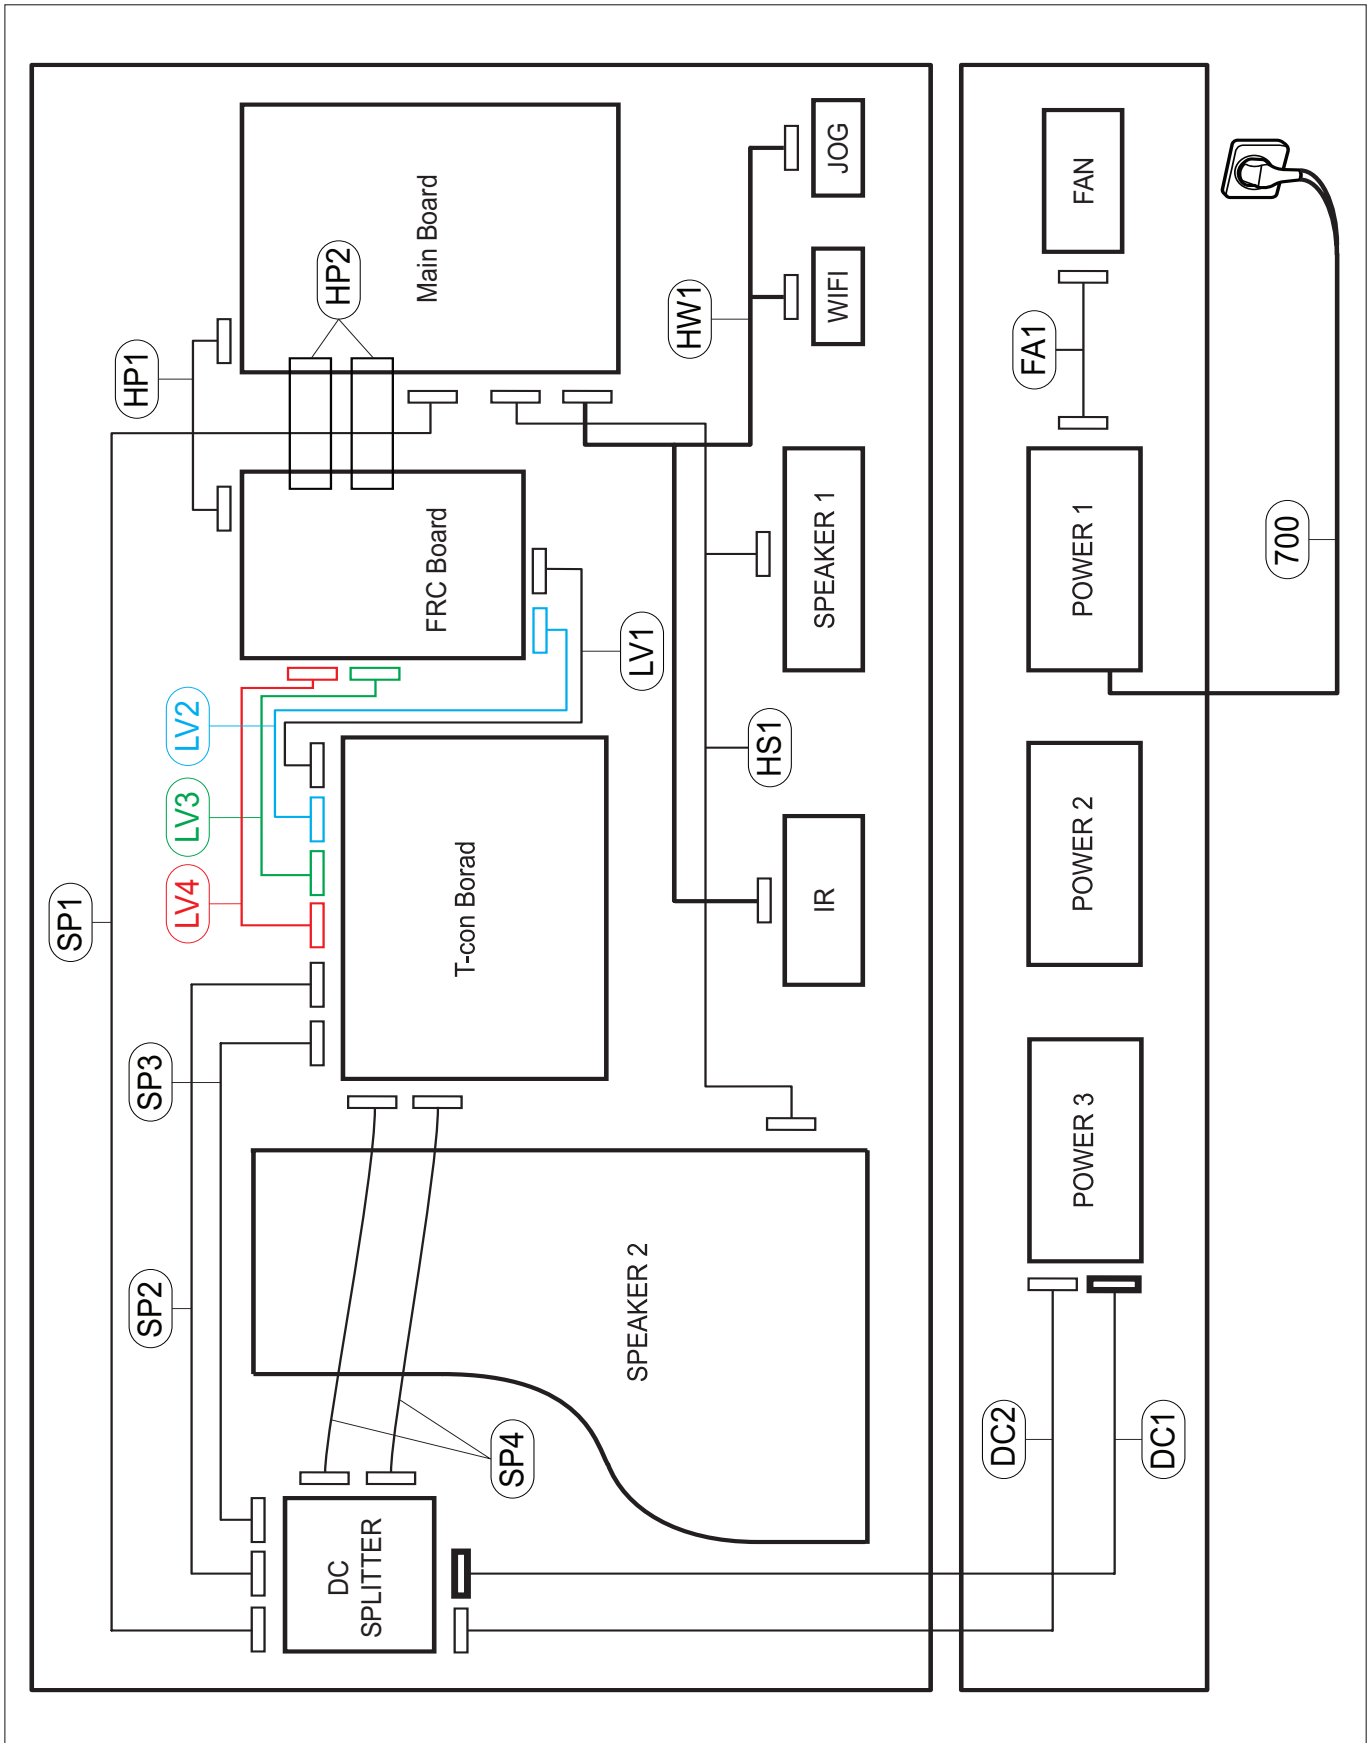 SP1
SP2
SP3
LV4
LV3
LV2
HP1
HP2
DC
SPLITTER
SP4
SPEAKER 2
T-con Borad
FRC Board
Main Board
LV1
HS1
HW1
IR
SPEAKER 1
WIFI
JOG
DC2
DC1
POWER 3
POWER 2
POWER 1
FA1
FAN
700